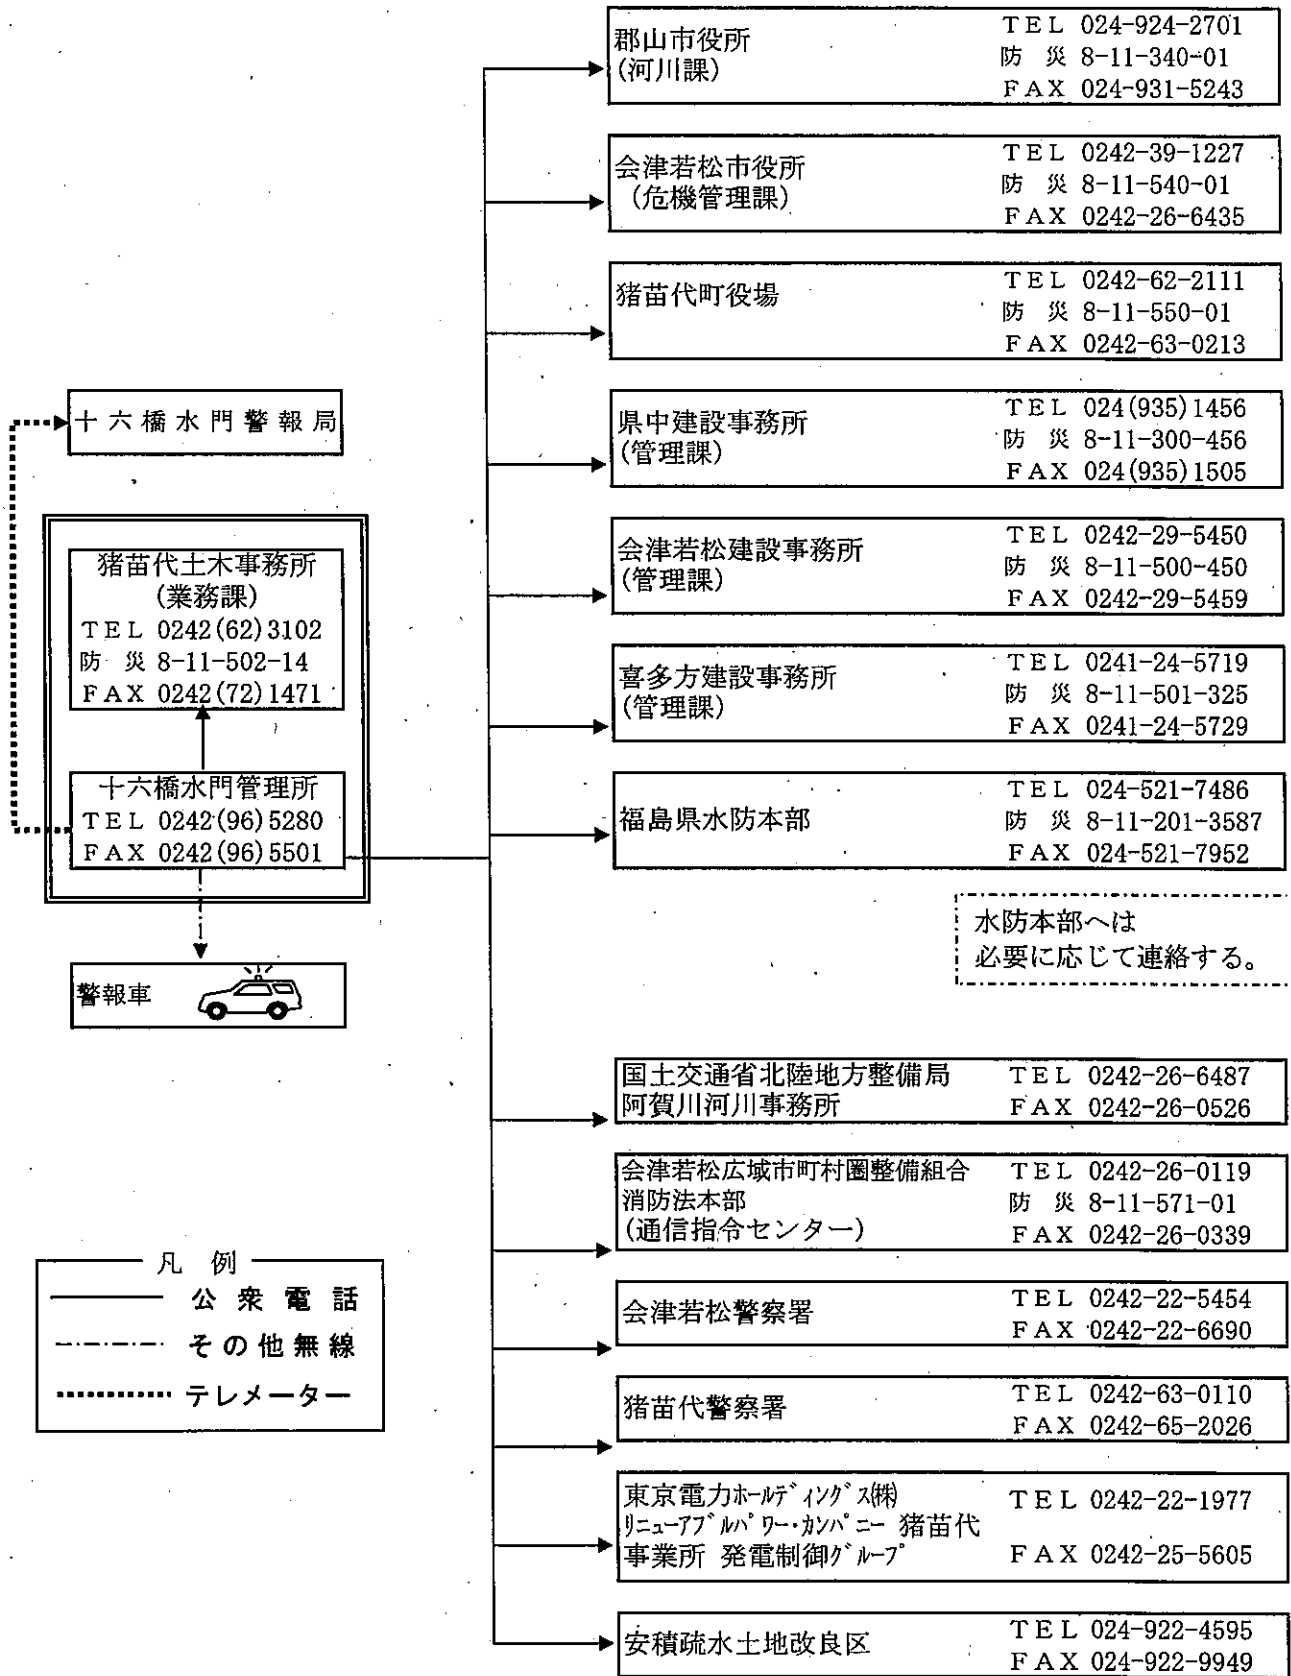 郡山市役所
(河川課)
ＴＥＬ 024-924-2701
防 災 8-11-340-01
ＦＡＸ 024-931-5243
会津若松市役所
(危機管理課)
ＴＥＬ 0242-39-1227
防 災 8-11-540-01
ＦＡＸ 0242-26-6435
猪苗代町役場
ＴＥＬ 0242-62-2111
防 災 8-11-550-01
ＦＡＸ 0242-63-0213
県中建設事務所
(管理課)
ＴＥＬ 024(935)1456
防 災 8-11-300-456
ＦＡＸ 024(935)1505
会津若松建設事務所
(管理課)
ＴＥＬ 0242-29-5450
防 災 8-11-500-450
ＦＡＸ 0242-29-5459
喜多方建設事務所
(管理課)
ＴＥＬ 0241-24-5719
防 災 8-11-501-325
ＦＡＸ 0241-24-5729
福島県水防本部
ＴＥＬ 024-521-7486
防 災 8-11-201-3587
ＦＡＸ 024-521-7952
水防本部へは
必要に応じて連絡する。
十六橋水門警報局
猪苗代土木事務所
(業務課)
ＴＥＬ 0242(62)3102
防 災 8-11-502-14
ＦＡＸ 0242(72)1471
十六橋水門管理所
ＴＥＬ 0242(96)5280
ＦＡＸ 0242(96)5501
警報車
国土交通省北陸地方整備局
阿賀川河川事務所
ＴＥＬ 0242-26-6487
ＦＡＸ 0242-26-0526
会津若松広域市町村圏整備組合
消防法本部
(通信指令センター)
ＴＥＬ 0242-26-0119
防 災 8-11-571-01
ＦＡＸ 0242-26-0339
会津若松警察署
ＴＥＬ 0242-22-5454
ＦＡＸ 0242-22-6690
猪苗代警察署
ＴＥＬ 0242-63-0110
ＦＡＸ 0242-65-2026
東京電力ﾎｰﾙﾃﾞｨﾝｸﾞｽ㈱
ﾘﾆｭｰｱﾌﾞﾙﾊﾟﾜｰ・ｶﾝﾊﾟﾆｰ 猪苗代
事業所 発電制御ｸﾞﾙｰﾌﾟ
ＴＥＬ 0242-22-1977
ＦＡＸ 0242-25-5605
安積疏水土地改良区
ＴＥＬ 024-922-4595
ＦＡＸ 024-922-9949
凡 例
公 衆 電 話
その他無線
テレメーター